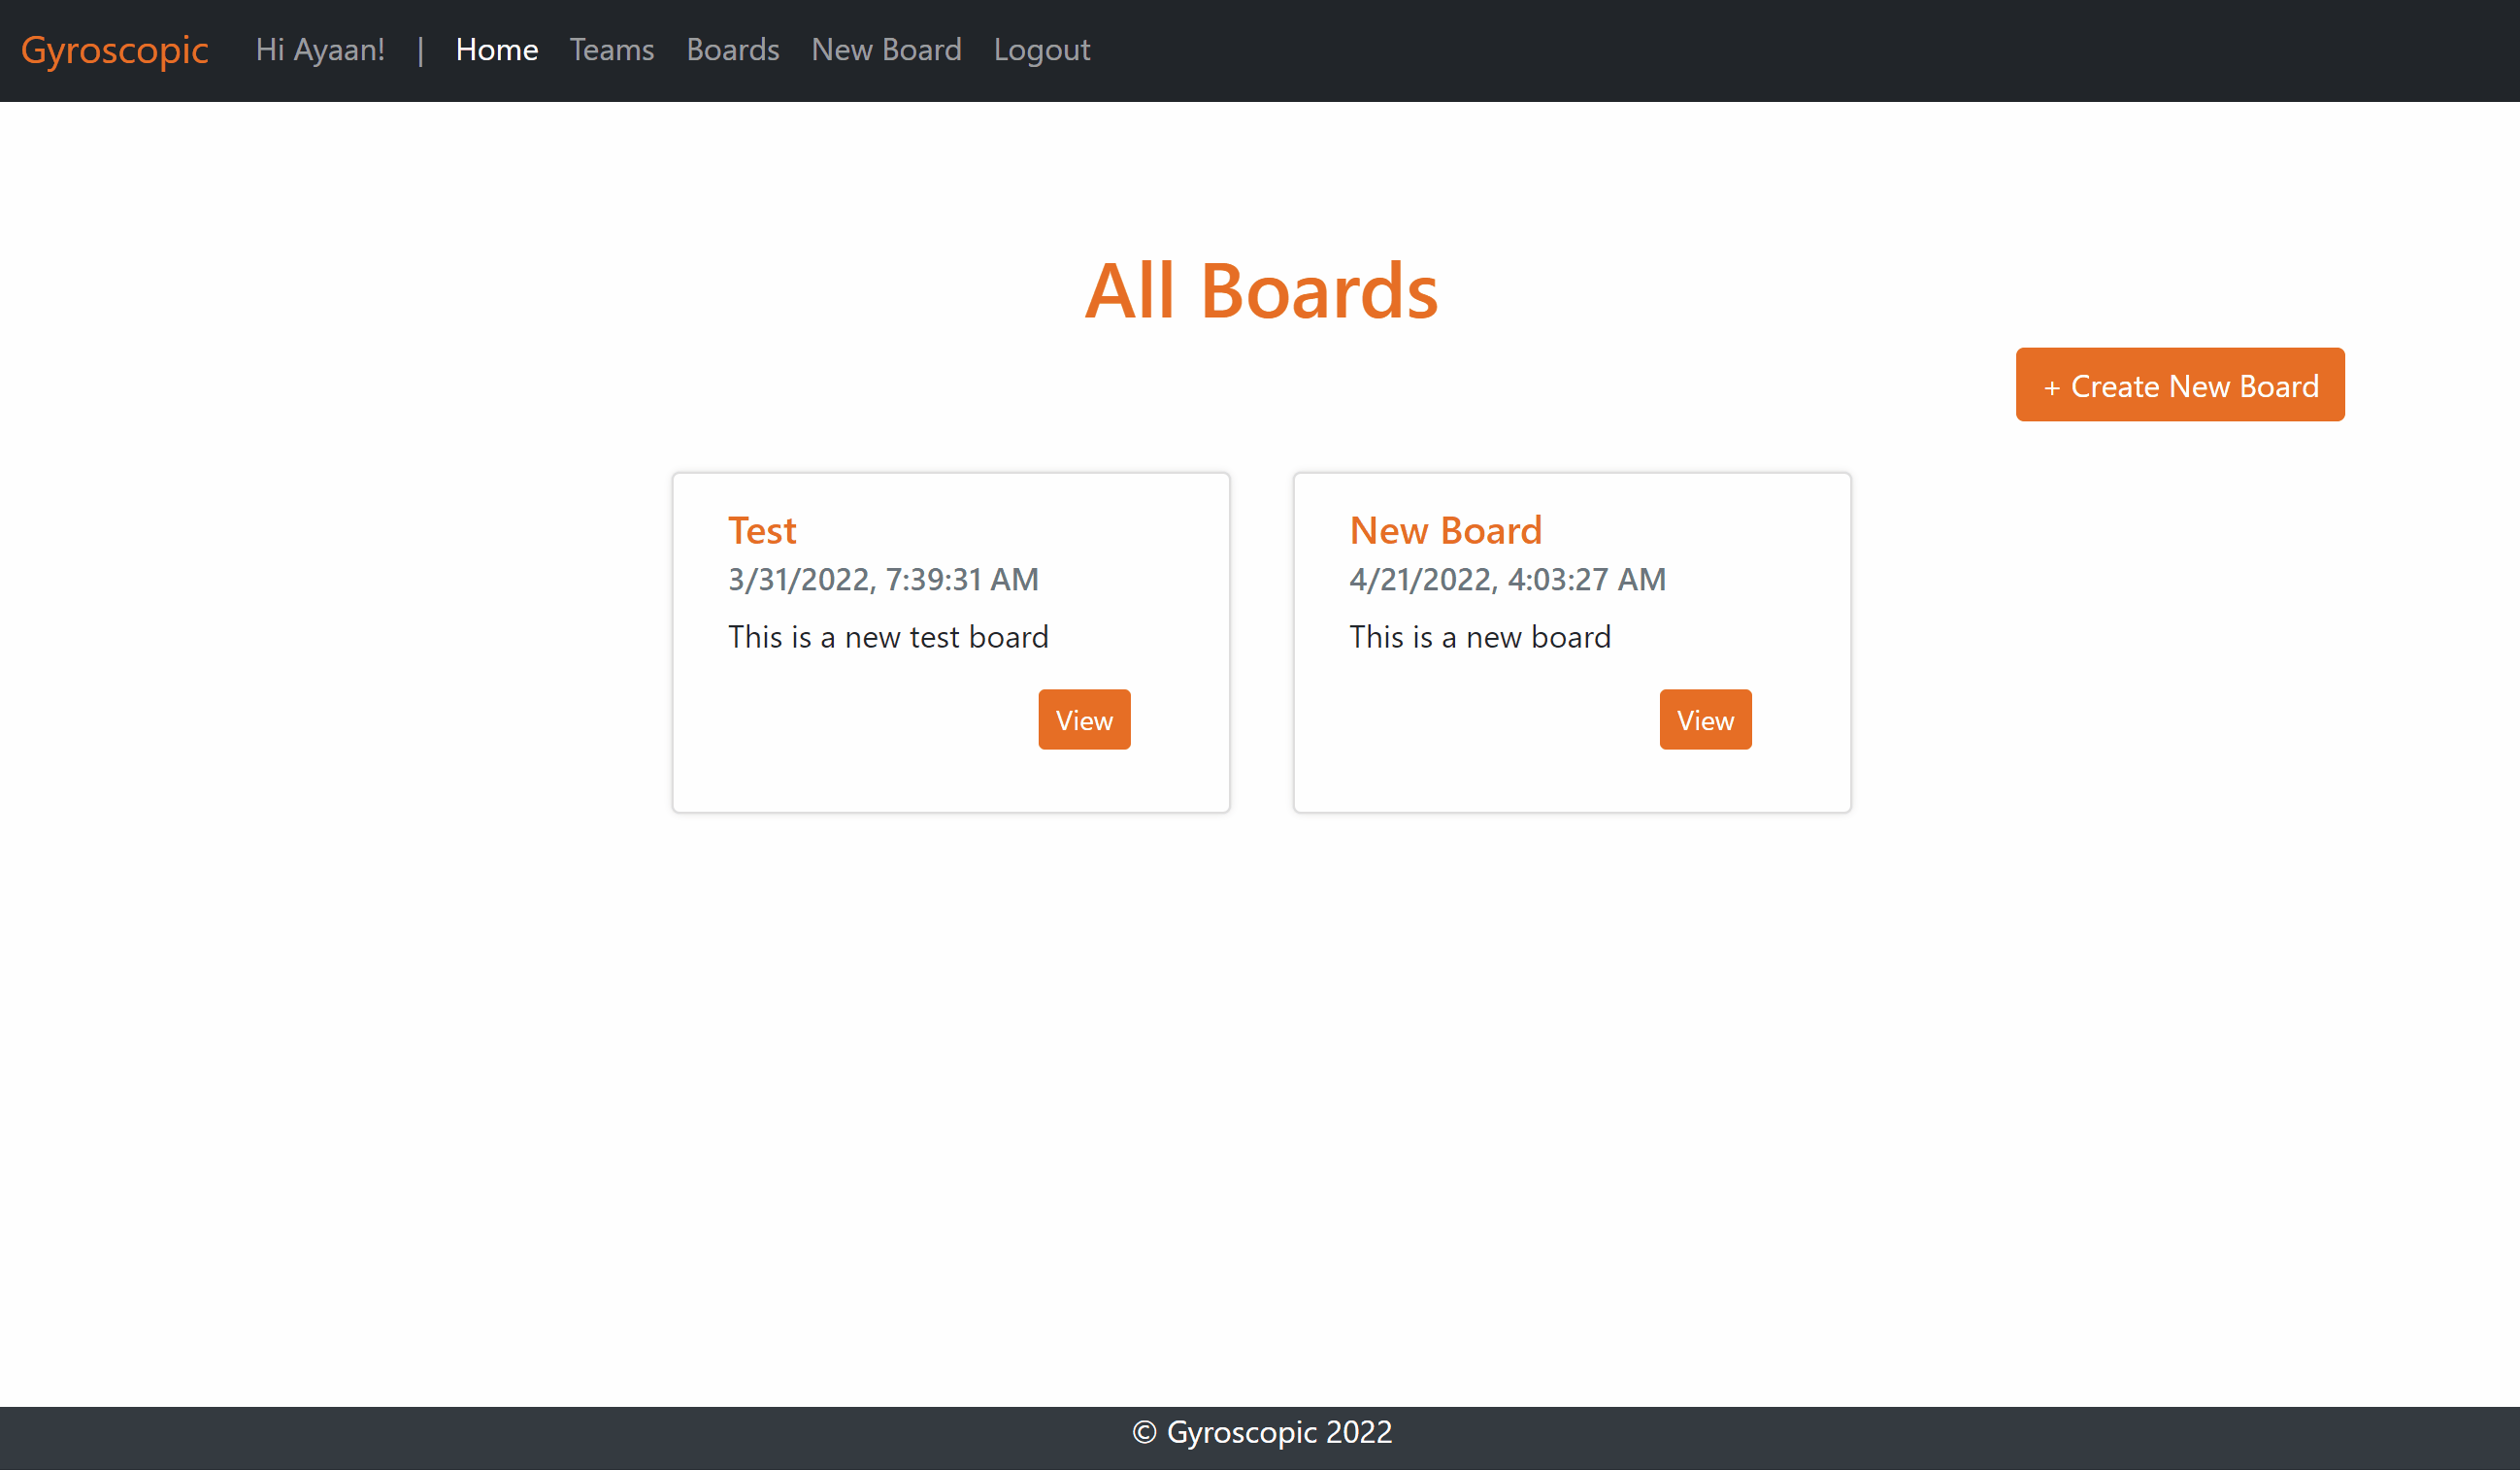 Gyroscopic Hi Ayaan! | Home Teams Boards New Board Logout
All Boards
+ Create New Board
Test
3/31/2022, 7:39:31 AM
This is a new test board
View
New Board
4/21/2022, 4:03:27 AM
This is a new board
View
© Gyroscopic 2022